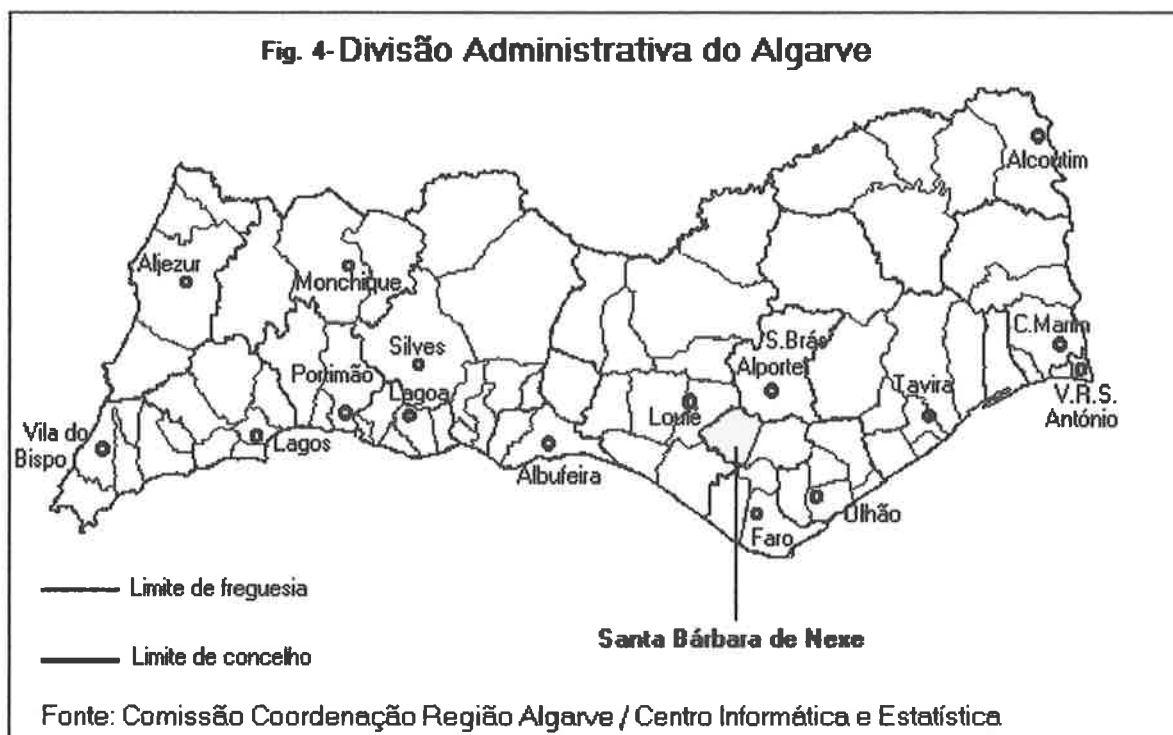 Fig. 4- Divisão Administrativa do Algarve
Alcoutim
Aljezur
Monchique
C.Marim
Silves
S.Brás
Alportel
Portimão
Lagoa
Tavira
V.R.S.
António
Loulé
Vila do
Bispo
Lagos
Albufeira
Olhão
Faro
Limite de freguesia
Santa Bárbara de Nexe
Limite de concelho
Fonte: Comissão Coordenação Região Algarve / Centro Informática e Estatística